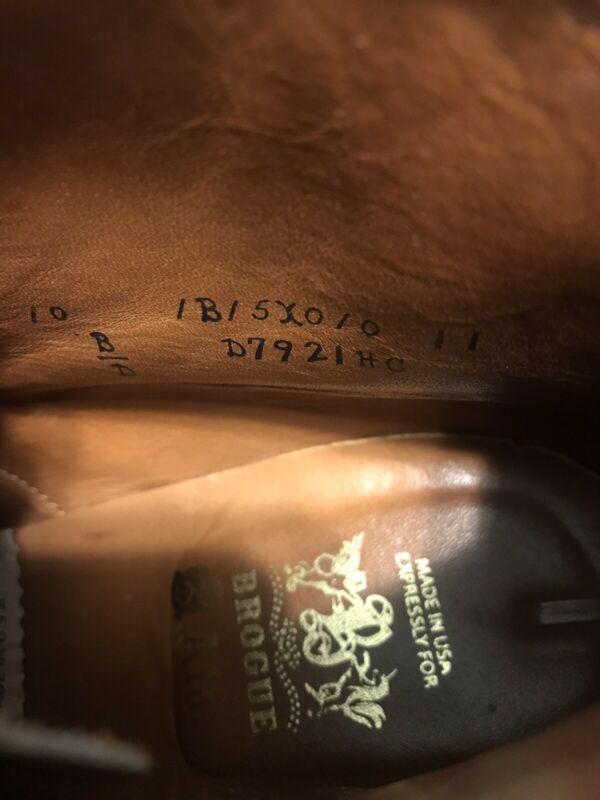 10 1B/5X0/0 11
B/D D7921HC
MADE IN USA
EXPRESSLY FOR
BROGUE